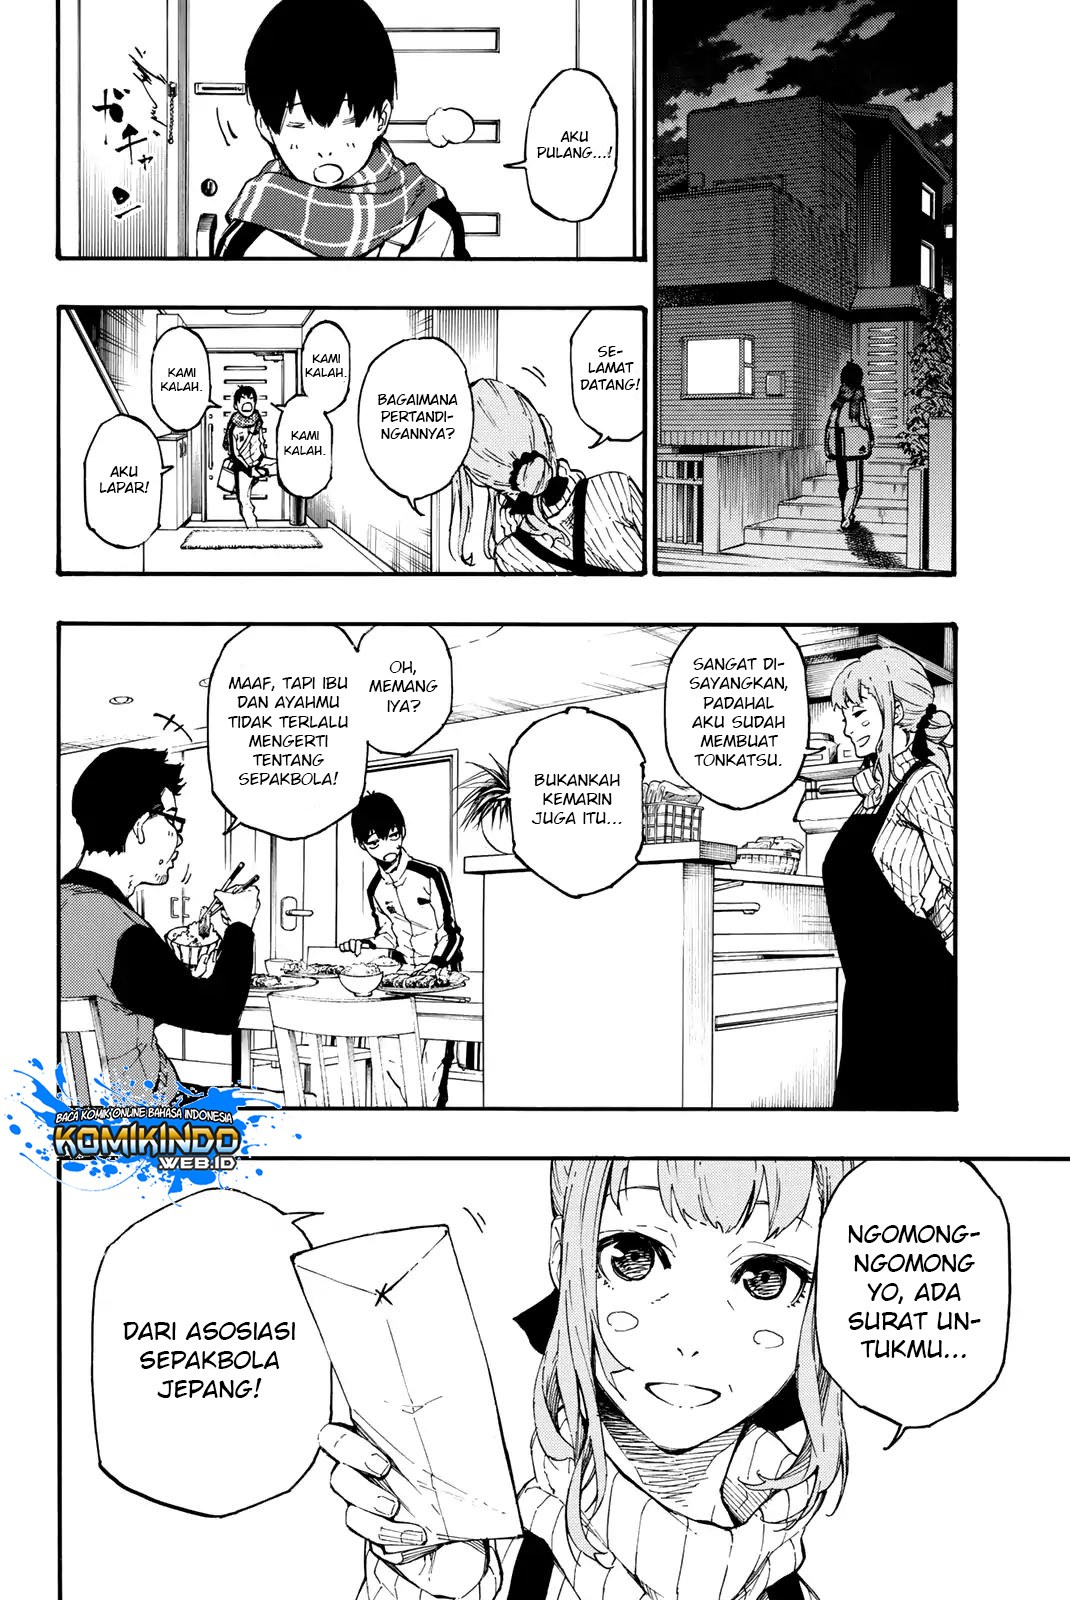 AKU
PULANG...!
ガチャ
SE-
LAMAT
DATANG!
BAGAIMANA
PERTANDI-
NGANNYA?
KAMI
KALAH.
KAMI
KALAH.
KAMI
KALAH.
AKU
LAPAR!
SANGAT DI-
SAYANGKAN,
PADAHAL
AKU SUDAH
MEMBUAT
TONKATSU.
BUKANKAH
KEMARIN
JUGA ITU...
OH,
MEMANG
IYA?
MAAF, TAPI IBU
DAN AYAHMU
TIDAK TERLALU
MENGERTI
TENTANG
SEPAKBOLA!
BACA KOMIK ONLINE BAHASA INDONESIA
KOMIKINDO
.WEB.ID
NGOMONG-
NGOMONG
YO, ADA
SURAT UN-
TUKMU...
DARI ASOSIASI
SEPAKBOLA
JEPANG!